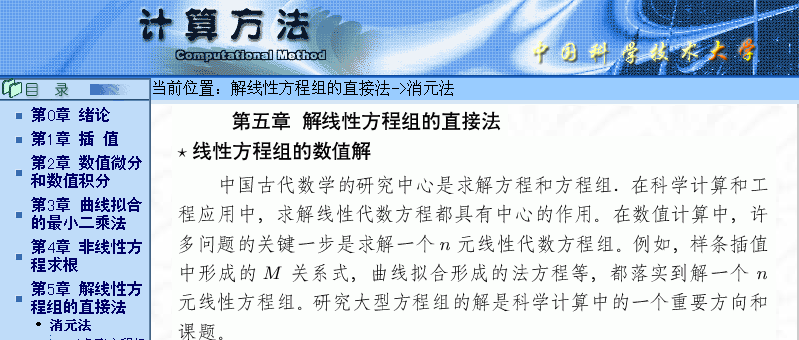 计算方法
Computational Method
中国科学技术大学
目 录
当前位置：解线性方程组的直接法->消元法
第0章 绪论
第1章 插 值
第2章 数值微分
和数值积分
第3章 曲线拟合
的最小二乘法
第4章 非线性方
程求根
第5章 解线性方
程组的直接法
• 消元法
第五章 解线性方程组的直接法
⋆ 线性方程组的数值解
中国古代数学的研究中心是求解方程和方程组. 在科学计算和工
程应用中，求解线性代数方程都具有中心的作用。在数值计算中，许
多问题的关键一步是求解一个 n 元线性代数方程组。例如，样条插值
中形成的 M 关系式，曲线拟合形成的法方程等，都落实到解一个 n
元线性方程组。研究大型方程组的解是科学计算中的一个重要方向和
课题。